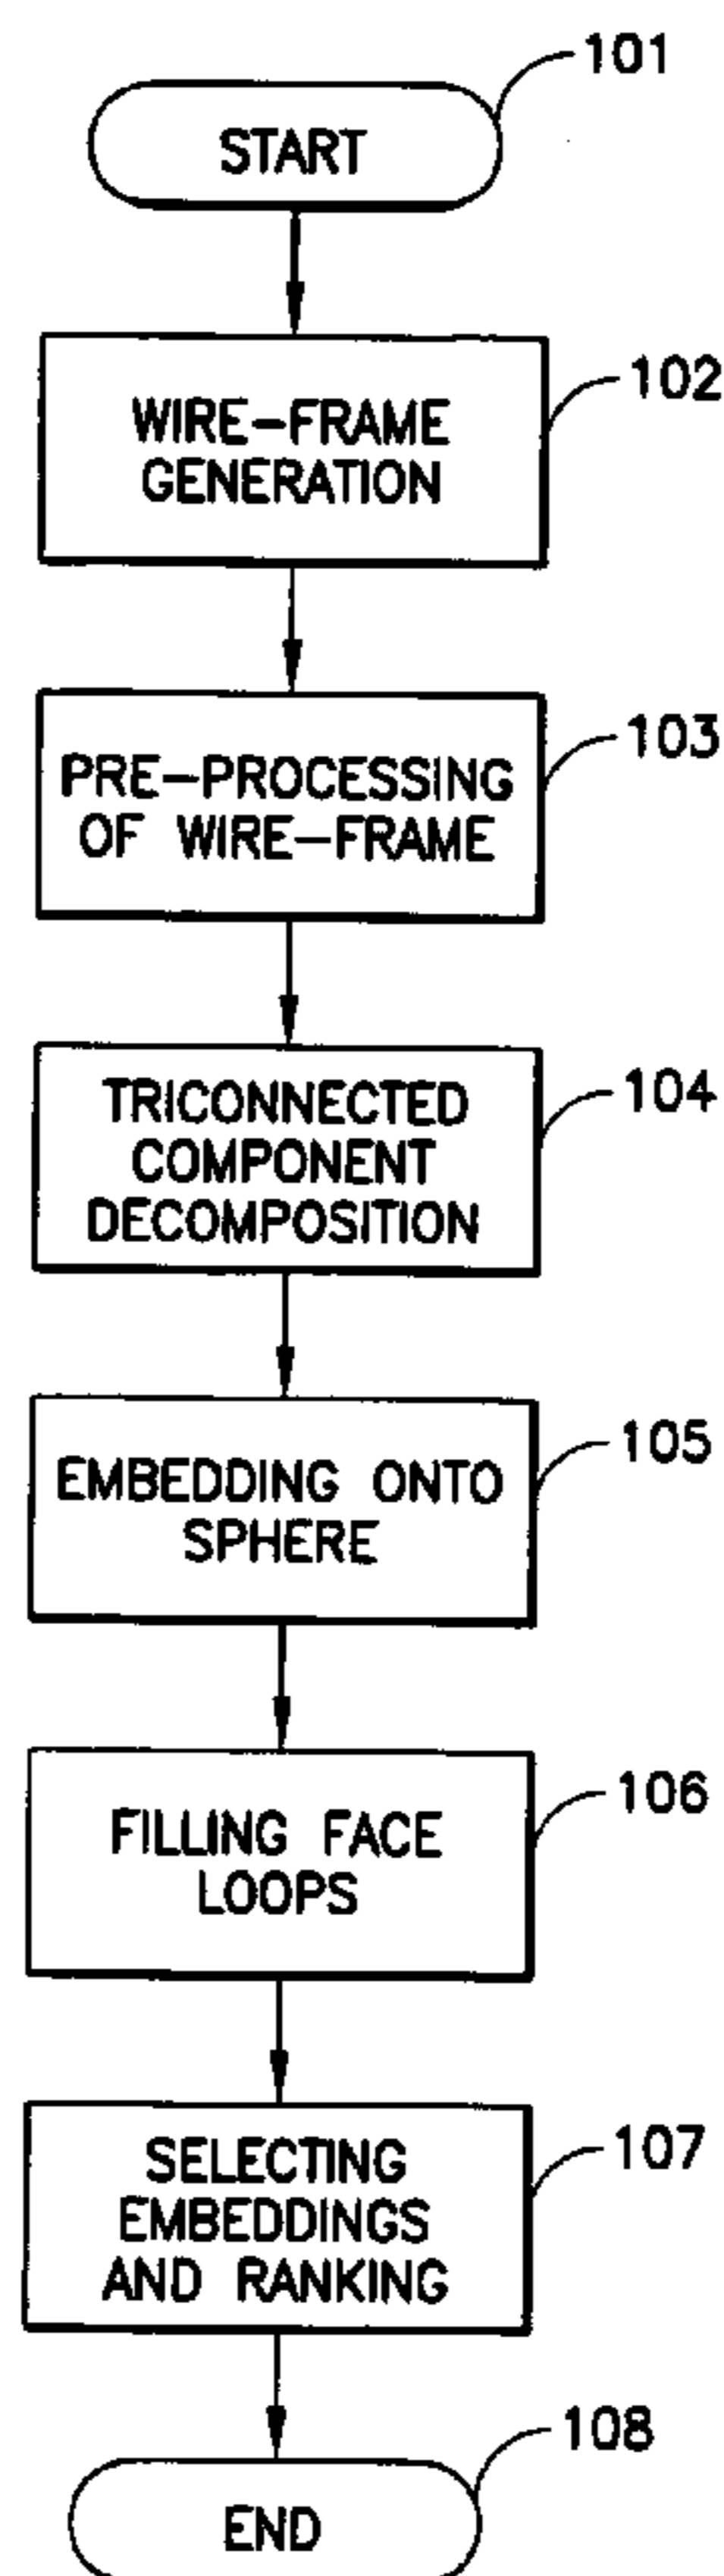 101
START
102
WIRE-FRAME
GENERATION
103
PRE-PROCESSING
OF WIRE-FRAME
104
TRICONNECTED
COMPONENT
DECOMPOSITION
105
EMBEDDING ONTO
SPHERE
106
FILLING FACE
LOOPS
107
SELECTING
EMBEDDINGS
AND RANKING
108
END